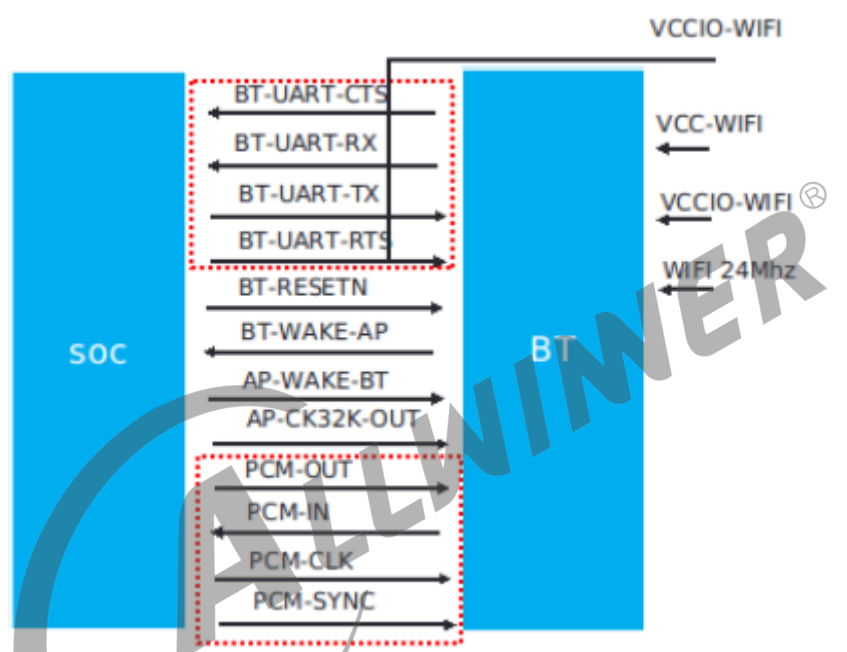 VCCIO-WIFI
BT-UART-CTS
BT-UART-RX
BT-UART-TX
BT-UART-RTS
BT-RESETN
BT-WAKE-AP
AP-WAKE-BT
AP-CK32K-OUT
PCM-OUT
PCM-IN
PCM-CLK
PCM-SYNC
soc
BT
VCC-WIFI
VCCIO-WIFI
WIFI 24Mhz
ALLWINNER®